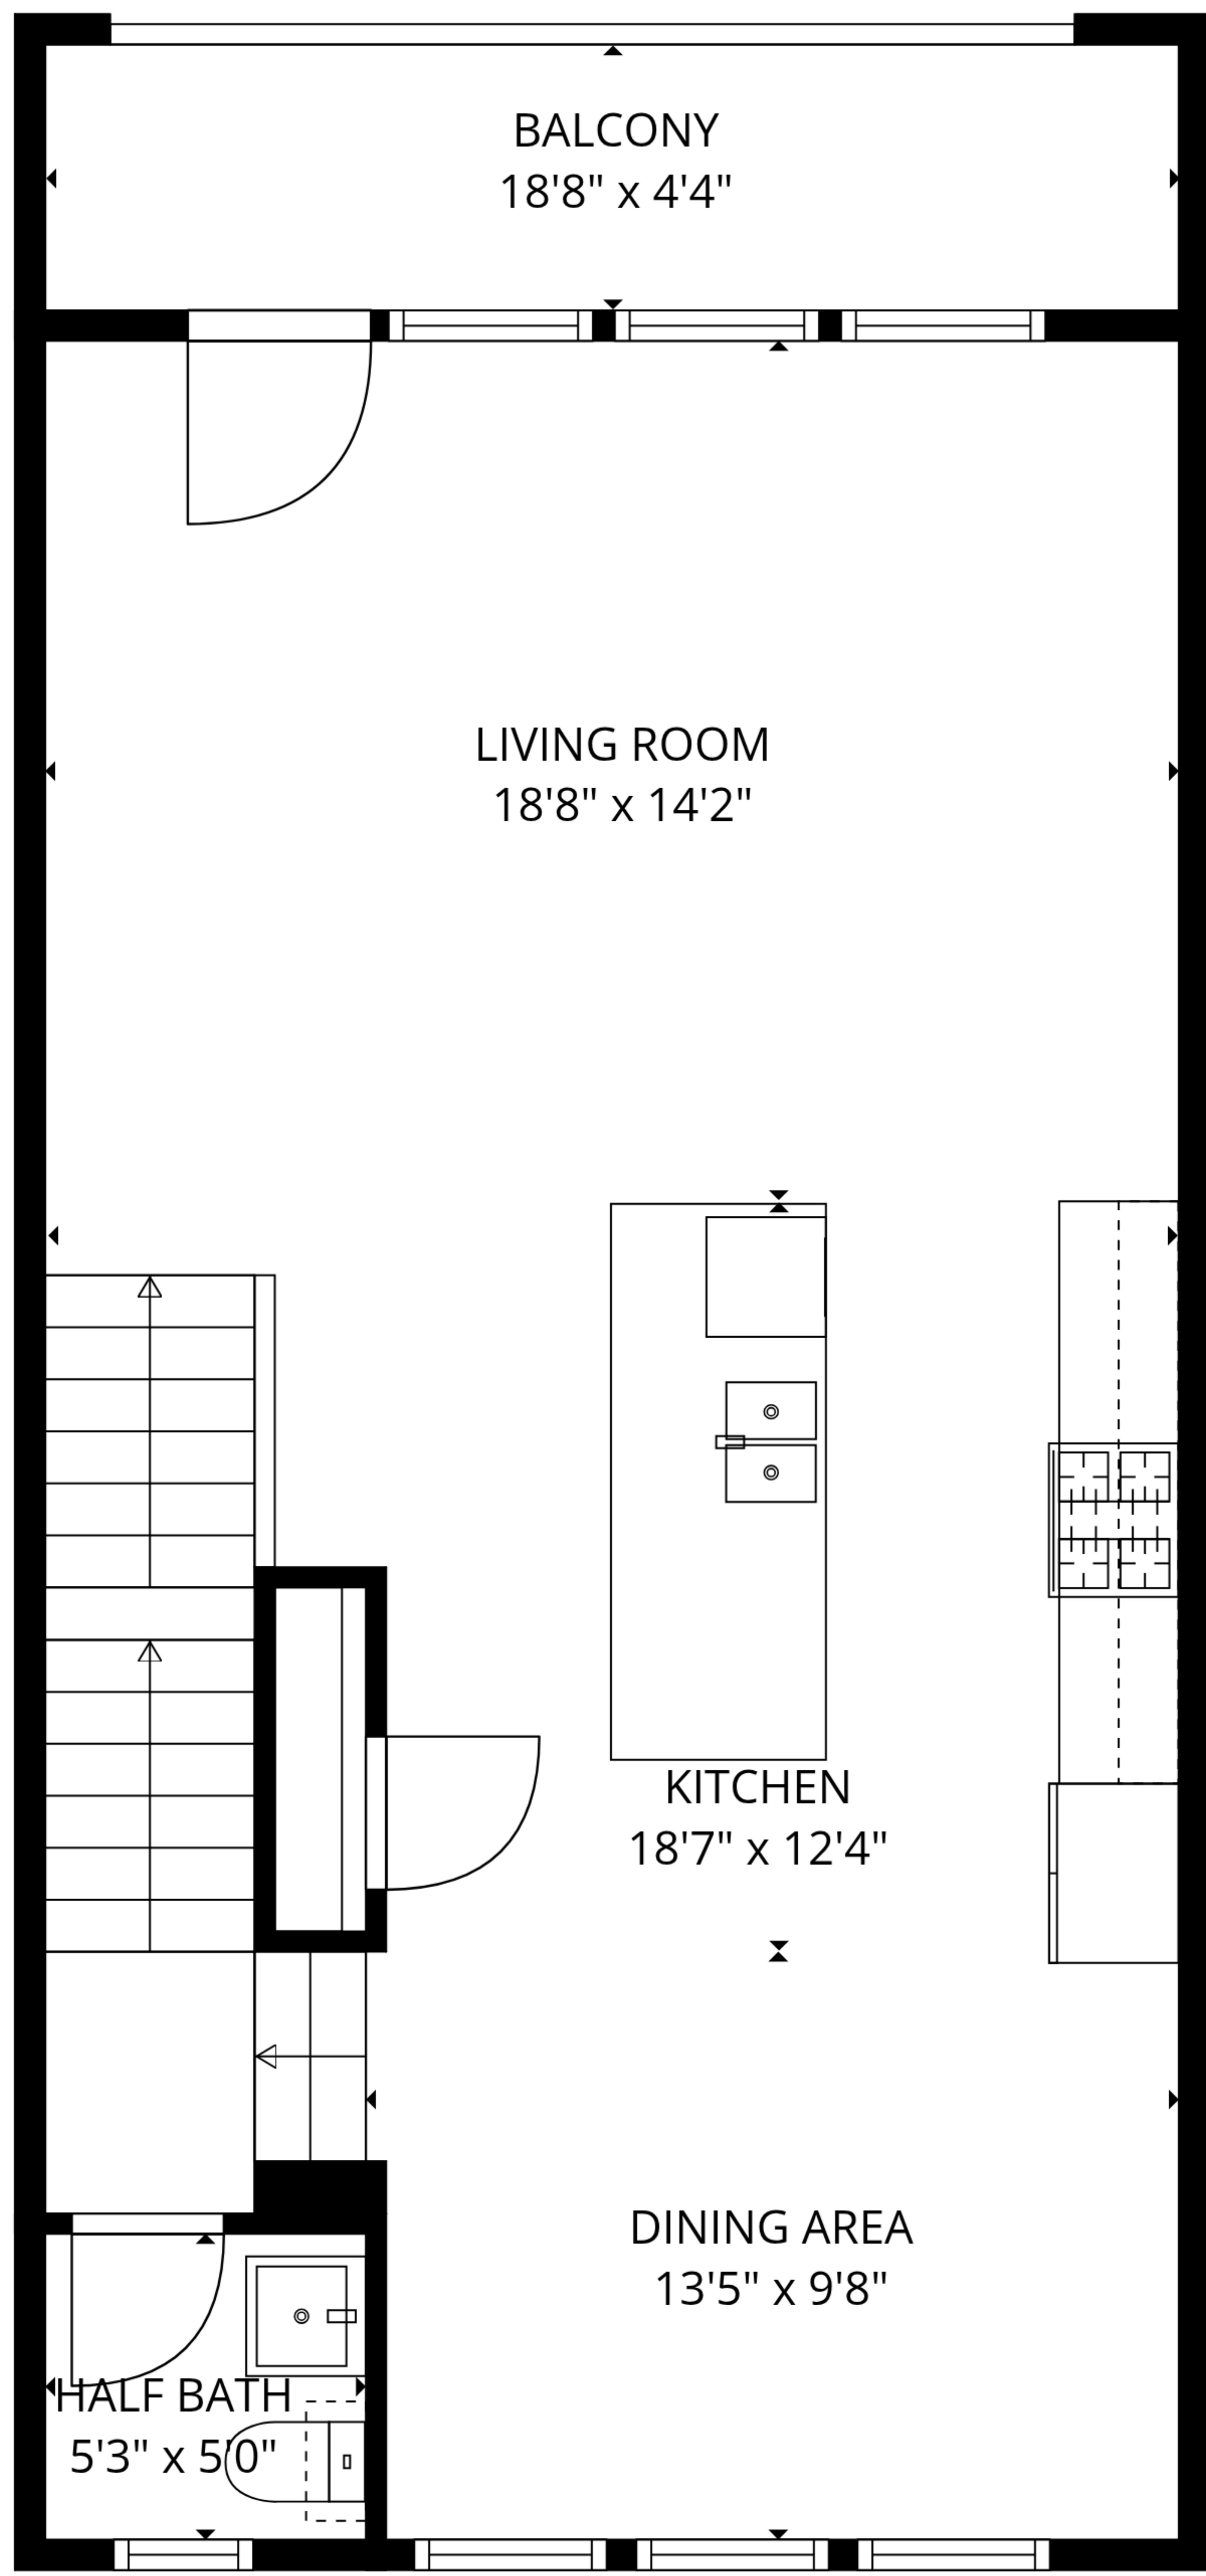 BALCONY
18'8" x 4'4"
LIVING ROOM
18'8" x 14'2"
KITCHEN
18'7" x 12'4"
DINING AREA
13'5" x 9'8"
HALF BATH
5'3" x 5'0"